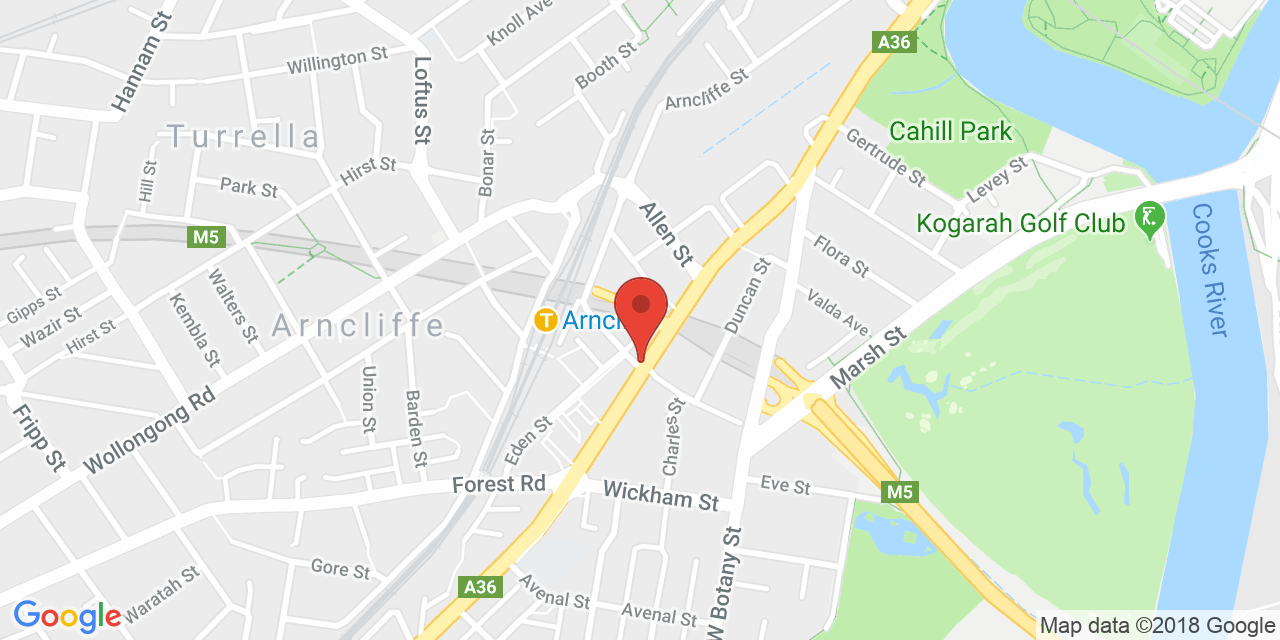 Knoll Ave
A36
Hannam St
Willington St
Loftus St
Booth St
Arncliffe St
Turrella
Cahill Park
Gertrude St
Hirst St
Bonar St
Hill St
Park St
Levey St
Allen St
Kogarah Golf Club
Cooks River
M5
Flora St
Duncan St
Valda Ave
Gipps St
Wazir St
Hirst St
Kembla St
Walters St
Arncliffe
T
Marsh St
Union St
Barden St
Wollongong Rd
Fripp St
Eden St
Charles St
Forest Rd
Wickham St
Eve St
M5
W Botany St
Gore St
Waratah St
A36
Avenal St
Avenal St
Google
Map data ©2018 Google